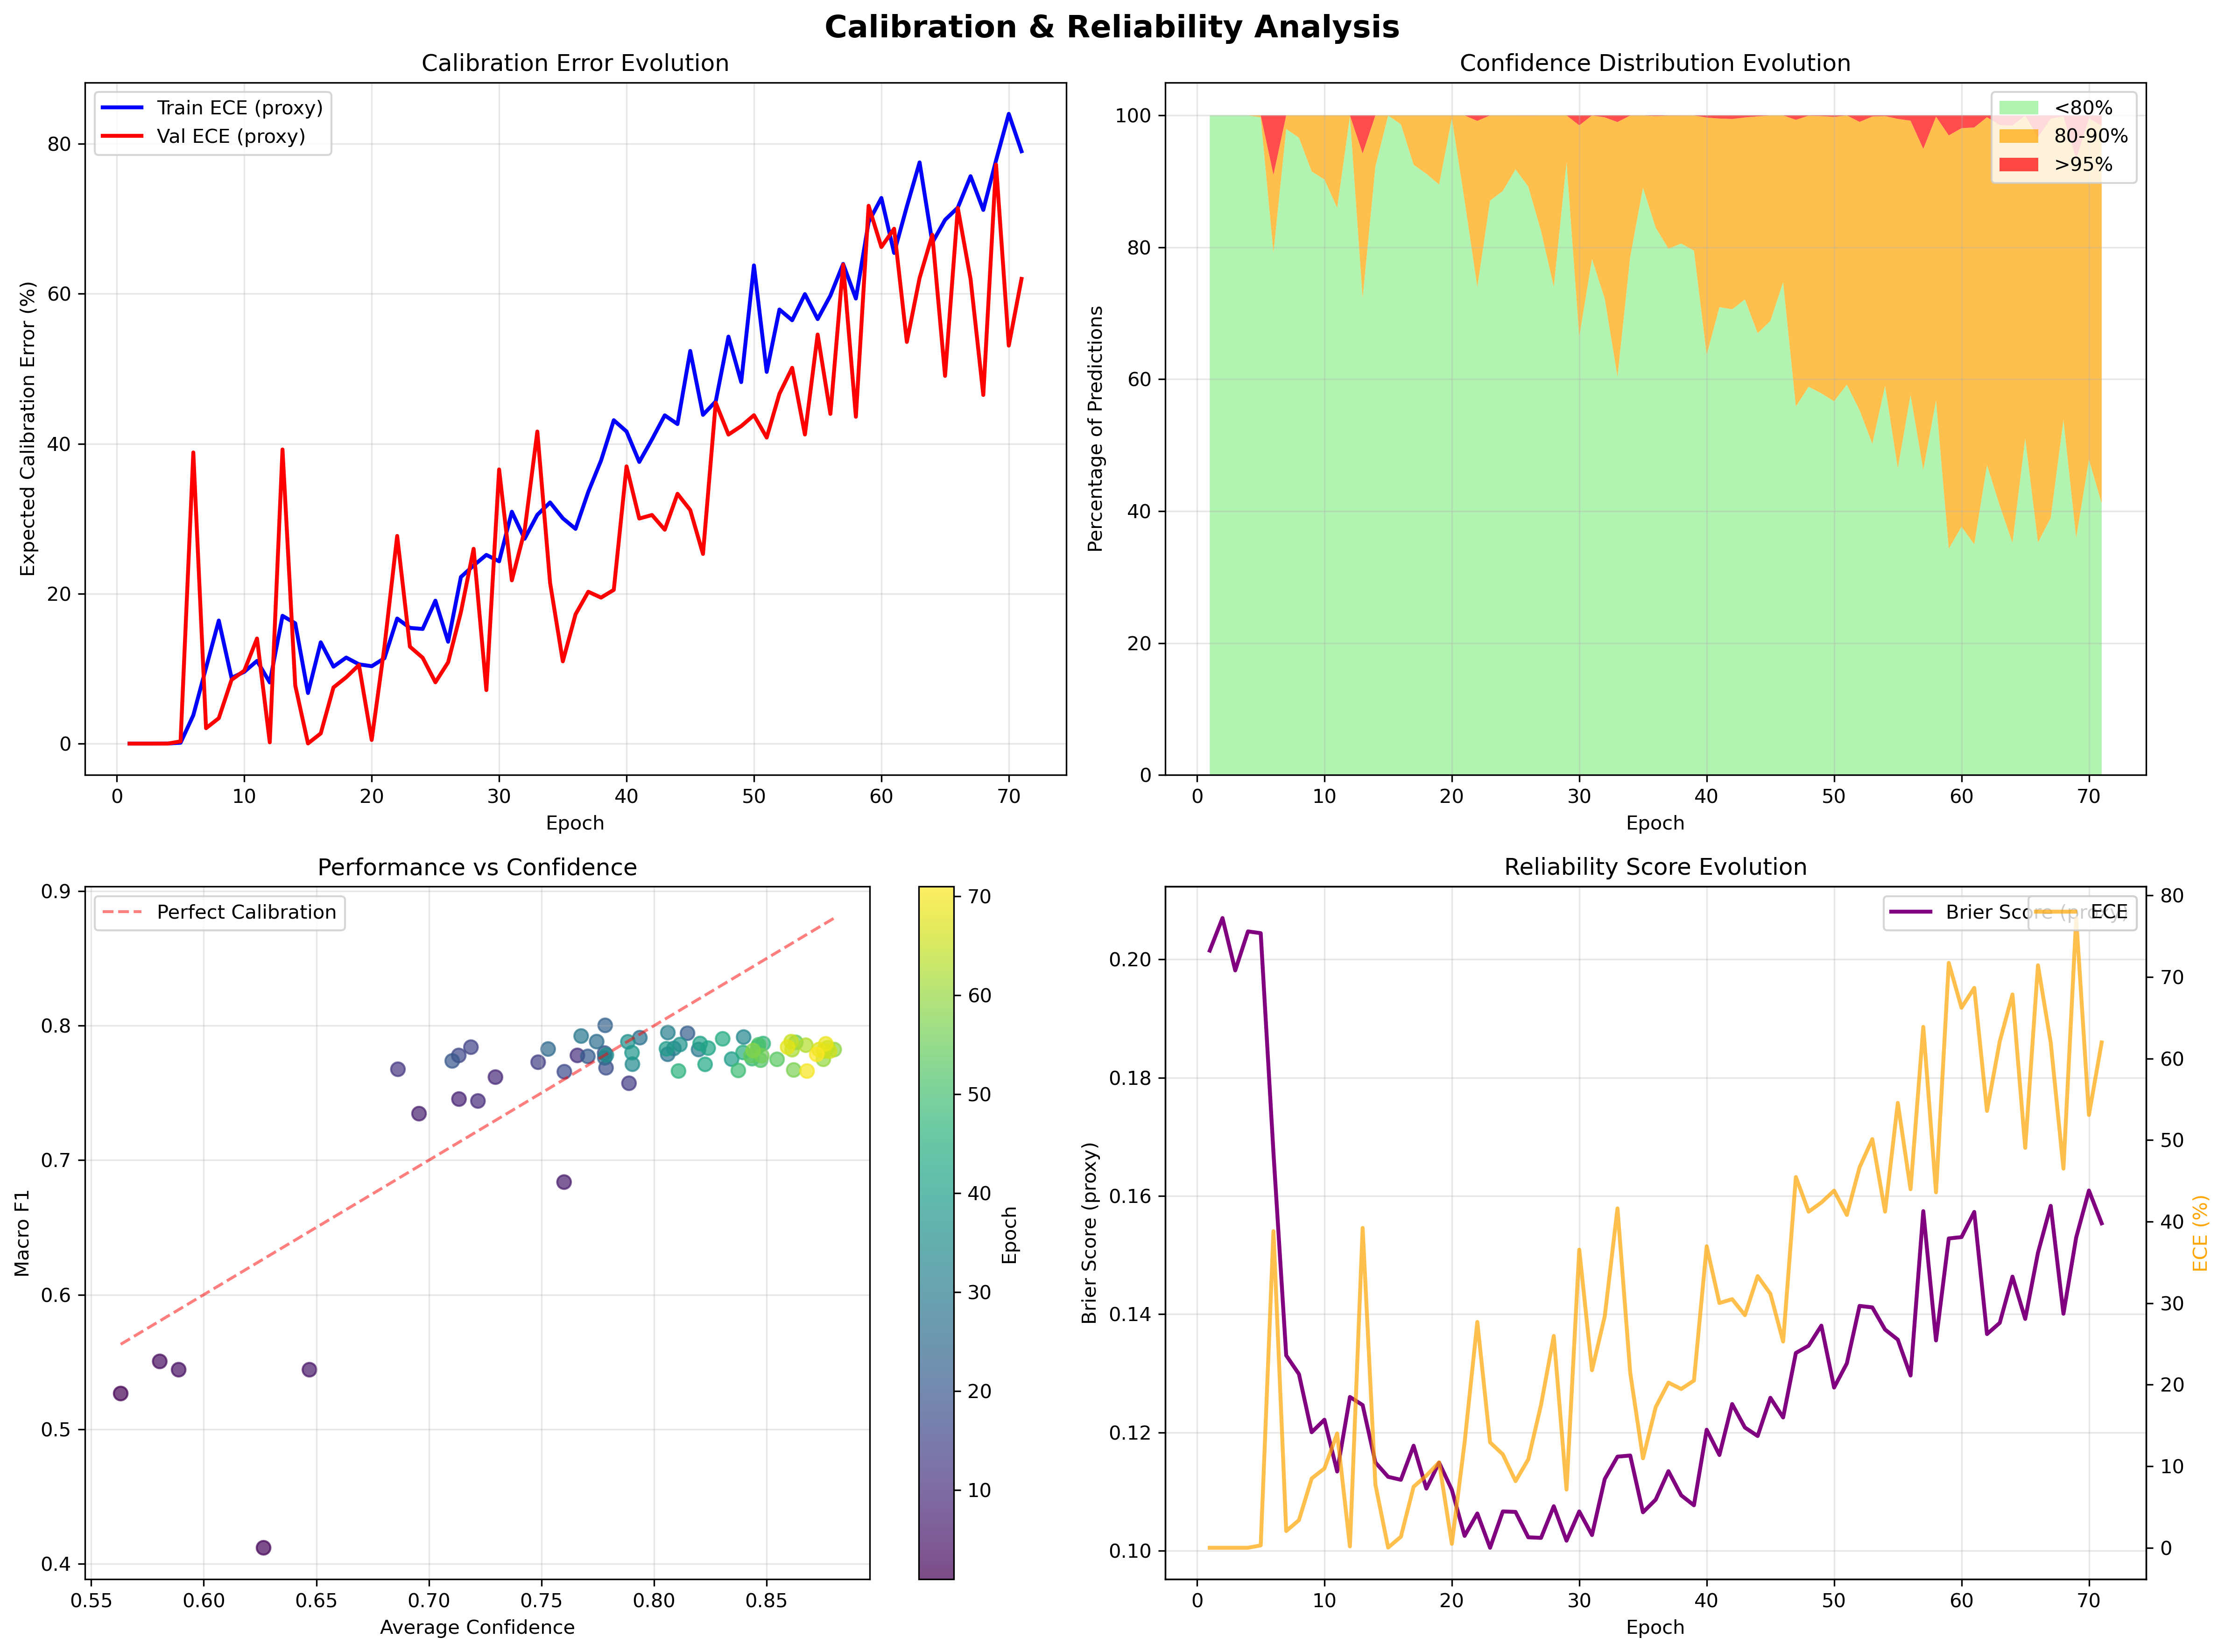 Calibration & Reliability Analysis
Calibration Error Evolution
Train ECE (proxy)
Val ECE (proxy)
Expected Calibration Error (%)
80
60
40
20
0
0 10 20 30 40 50 60 70
Epoch
Confidence Distribution Evolution
<80%
80-90%
>95%
Percentage of Predictions
100
80
60
40
20
0
0 10 20 30 40 50 60 70
Epoch
Performance vs Confidence
Perfect Calibration
Macro F1
0.9
0.8
0.7
0.6
0.5
0.4
0.55 0.60 0.65 0.70 0.75 0.80 0.85
Average Confidence
70
60
50
40
30
20
10
Epoch
Reliability Score Evolution
Brier Score (proxy)
ECE
Brier Score (proxy)
0.20
0.18
0.16
0.14
0.12
0.10
0 10 20 30 40 50 60 70
Epoch
80
70
60
50
40
30
20
10
0
ECE (%)